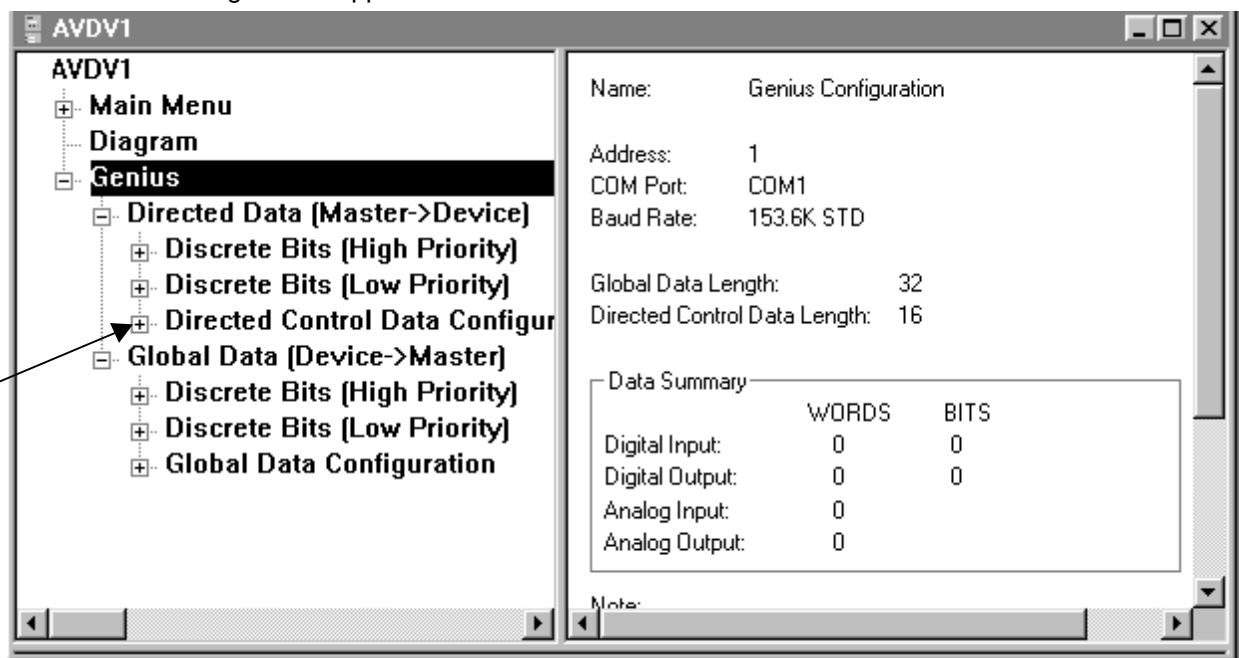 AVDV1
AVDV1
Main Menu
Diagram
Genius
Directed Data (Master->Device)
Discrete Bits (High Priority)
Discrete Bits (Low Priority)
Directed Control Data Configur
Global Data (Device->Master)
Discrete Bits (High Priority)
Discrete Bits (Low Priority)
Global Data Configuration
Name: Genius Configuration
Address: 1
COM Port: COM1
Baud Rate: 153.6K STD
Global Data Length: 32
Directed Control Data Length: 16
Data Summary
WORDS BITS
Digital Input: 0 0
Digital Output: 0 0
Analog Input: 0
Analog Output: 0
Note: